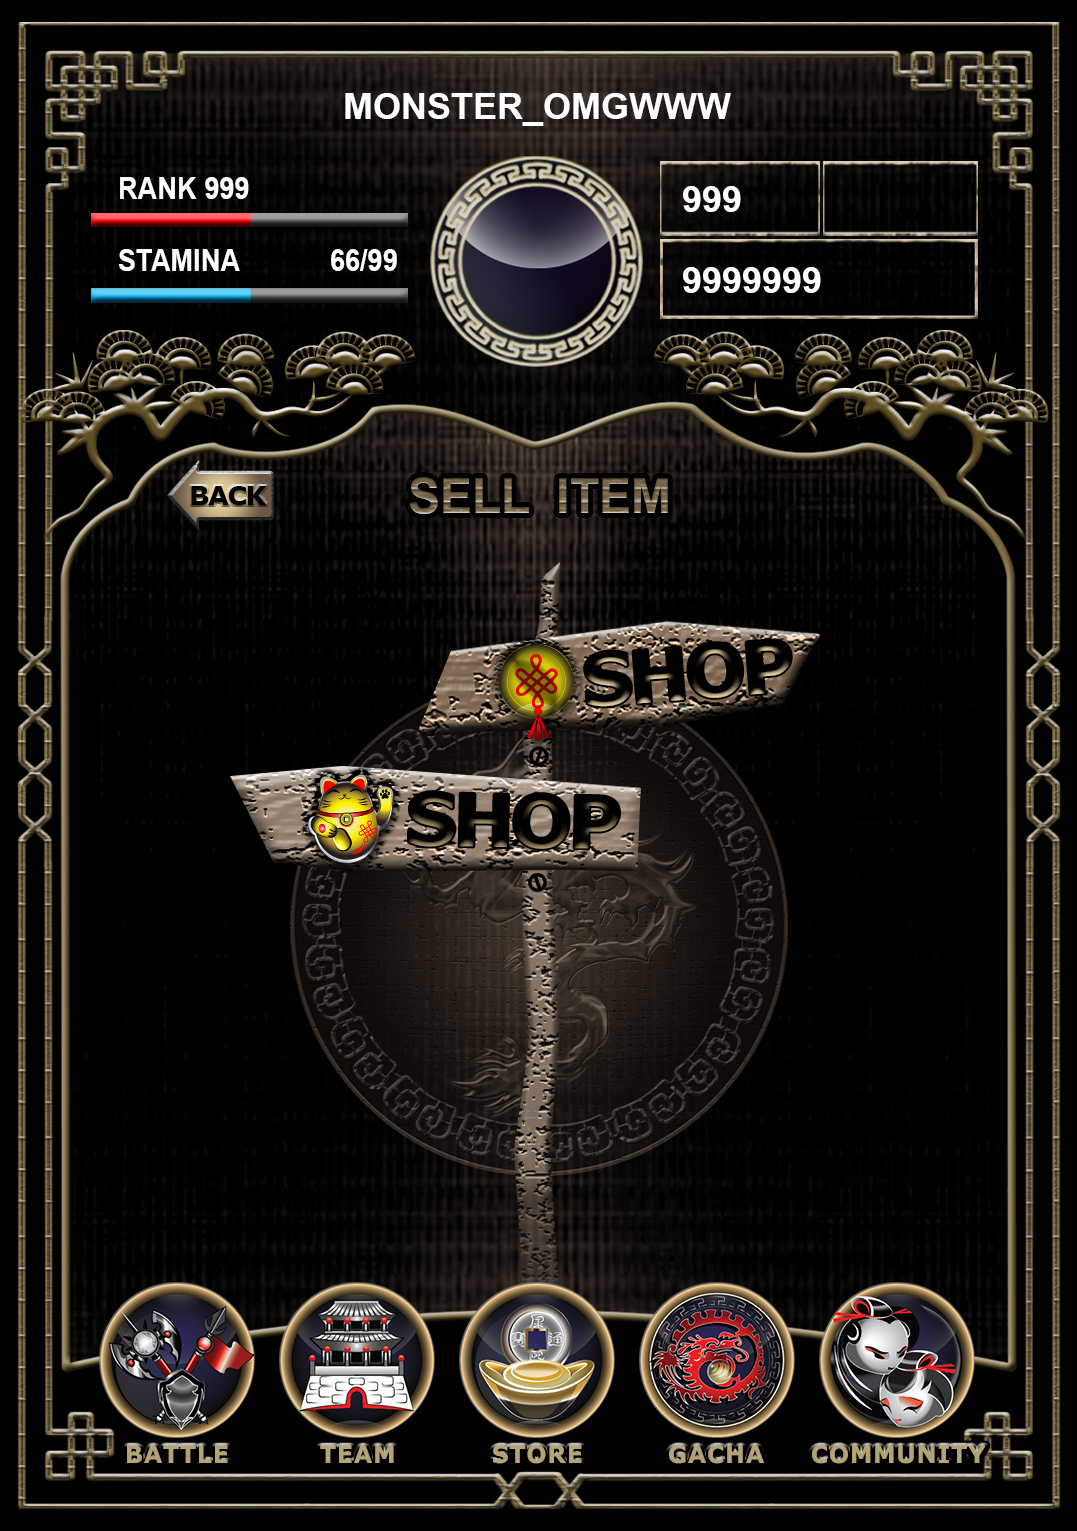 MONSTER_OMGWWW
RANK 999
STAMINA 66/99
999
9999999
BACK
SELL ITEM
SHOP
SHOP
BATTLE
TEAM
STORE
GACHA
COMMUNITY